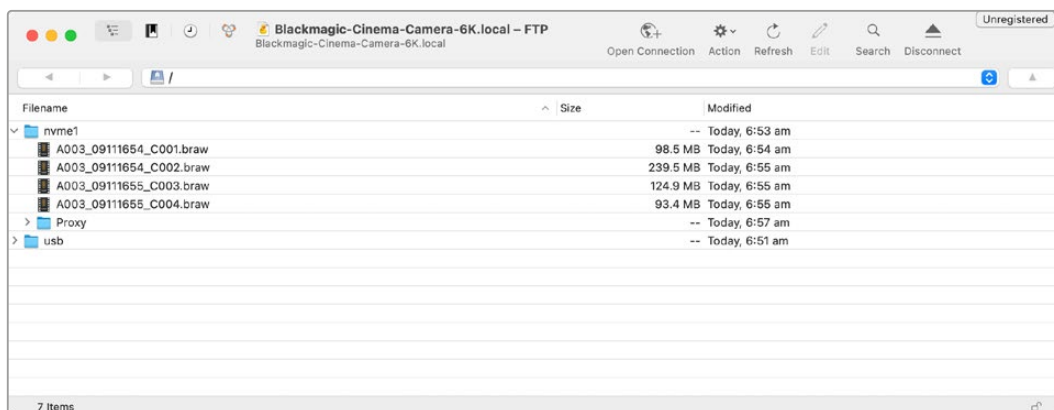 Unregistered
Blackmagic-Cinema-Camera-6K.local – FTP
Blackmagic-Cinema-Camera-6K.local
Open Connection Action Refresh Edit Search Disconnect
/
Filename Size Modified
nvme1 -- Today, 6:53 am
A003_09111654_C001.braw 98.5 MB Today, 6:54 am
A003_09111654_C002.braw 239.5 MB Today, 6:55 am
A003_09111655_C003.braw 124.9 MB Today, 6:55 am
A003_09111655_C004.braw 93.4 MB Today, 6:55 am
Proxy -- Today, 6:57 am
usb -- Today, 6:51 am
7 Items